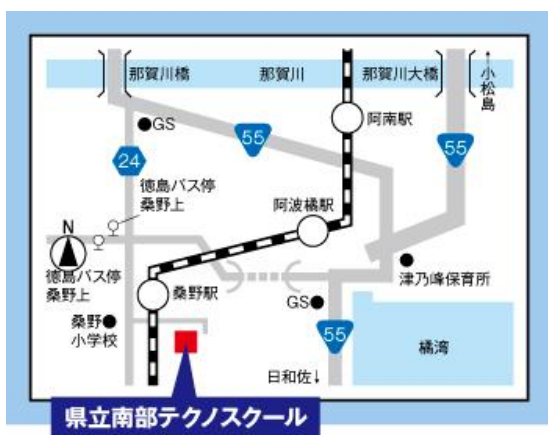 那賀川橋
那賀川
那賀川大橋
↑小松島
GS
55
阿南駅
24
55
徳島バス停
桑野上
阿波橘駅
N
徳島バス停
桑野上
津乃峰保育所
桑野駅
GS
桑野
小学校
55
橘湾
日和佐↓
県立南部テクノスクール